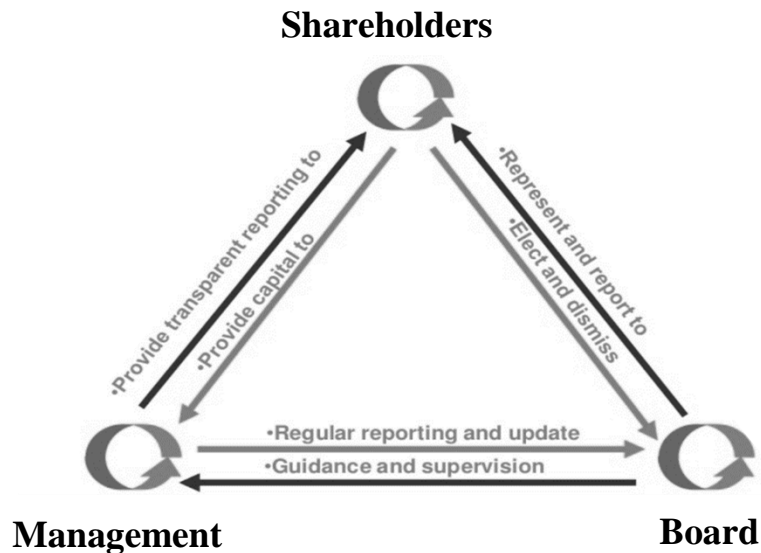 Shareholders
•Provide transparent reporting to
•Provide capital to
•Represent and report to
•Elect and dismiss
•Regular reporting and update
•Guidance and supervision
Management
Board